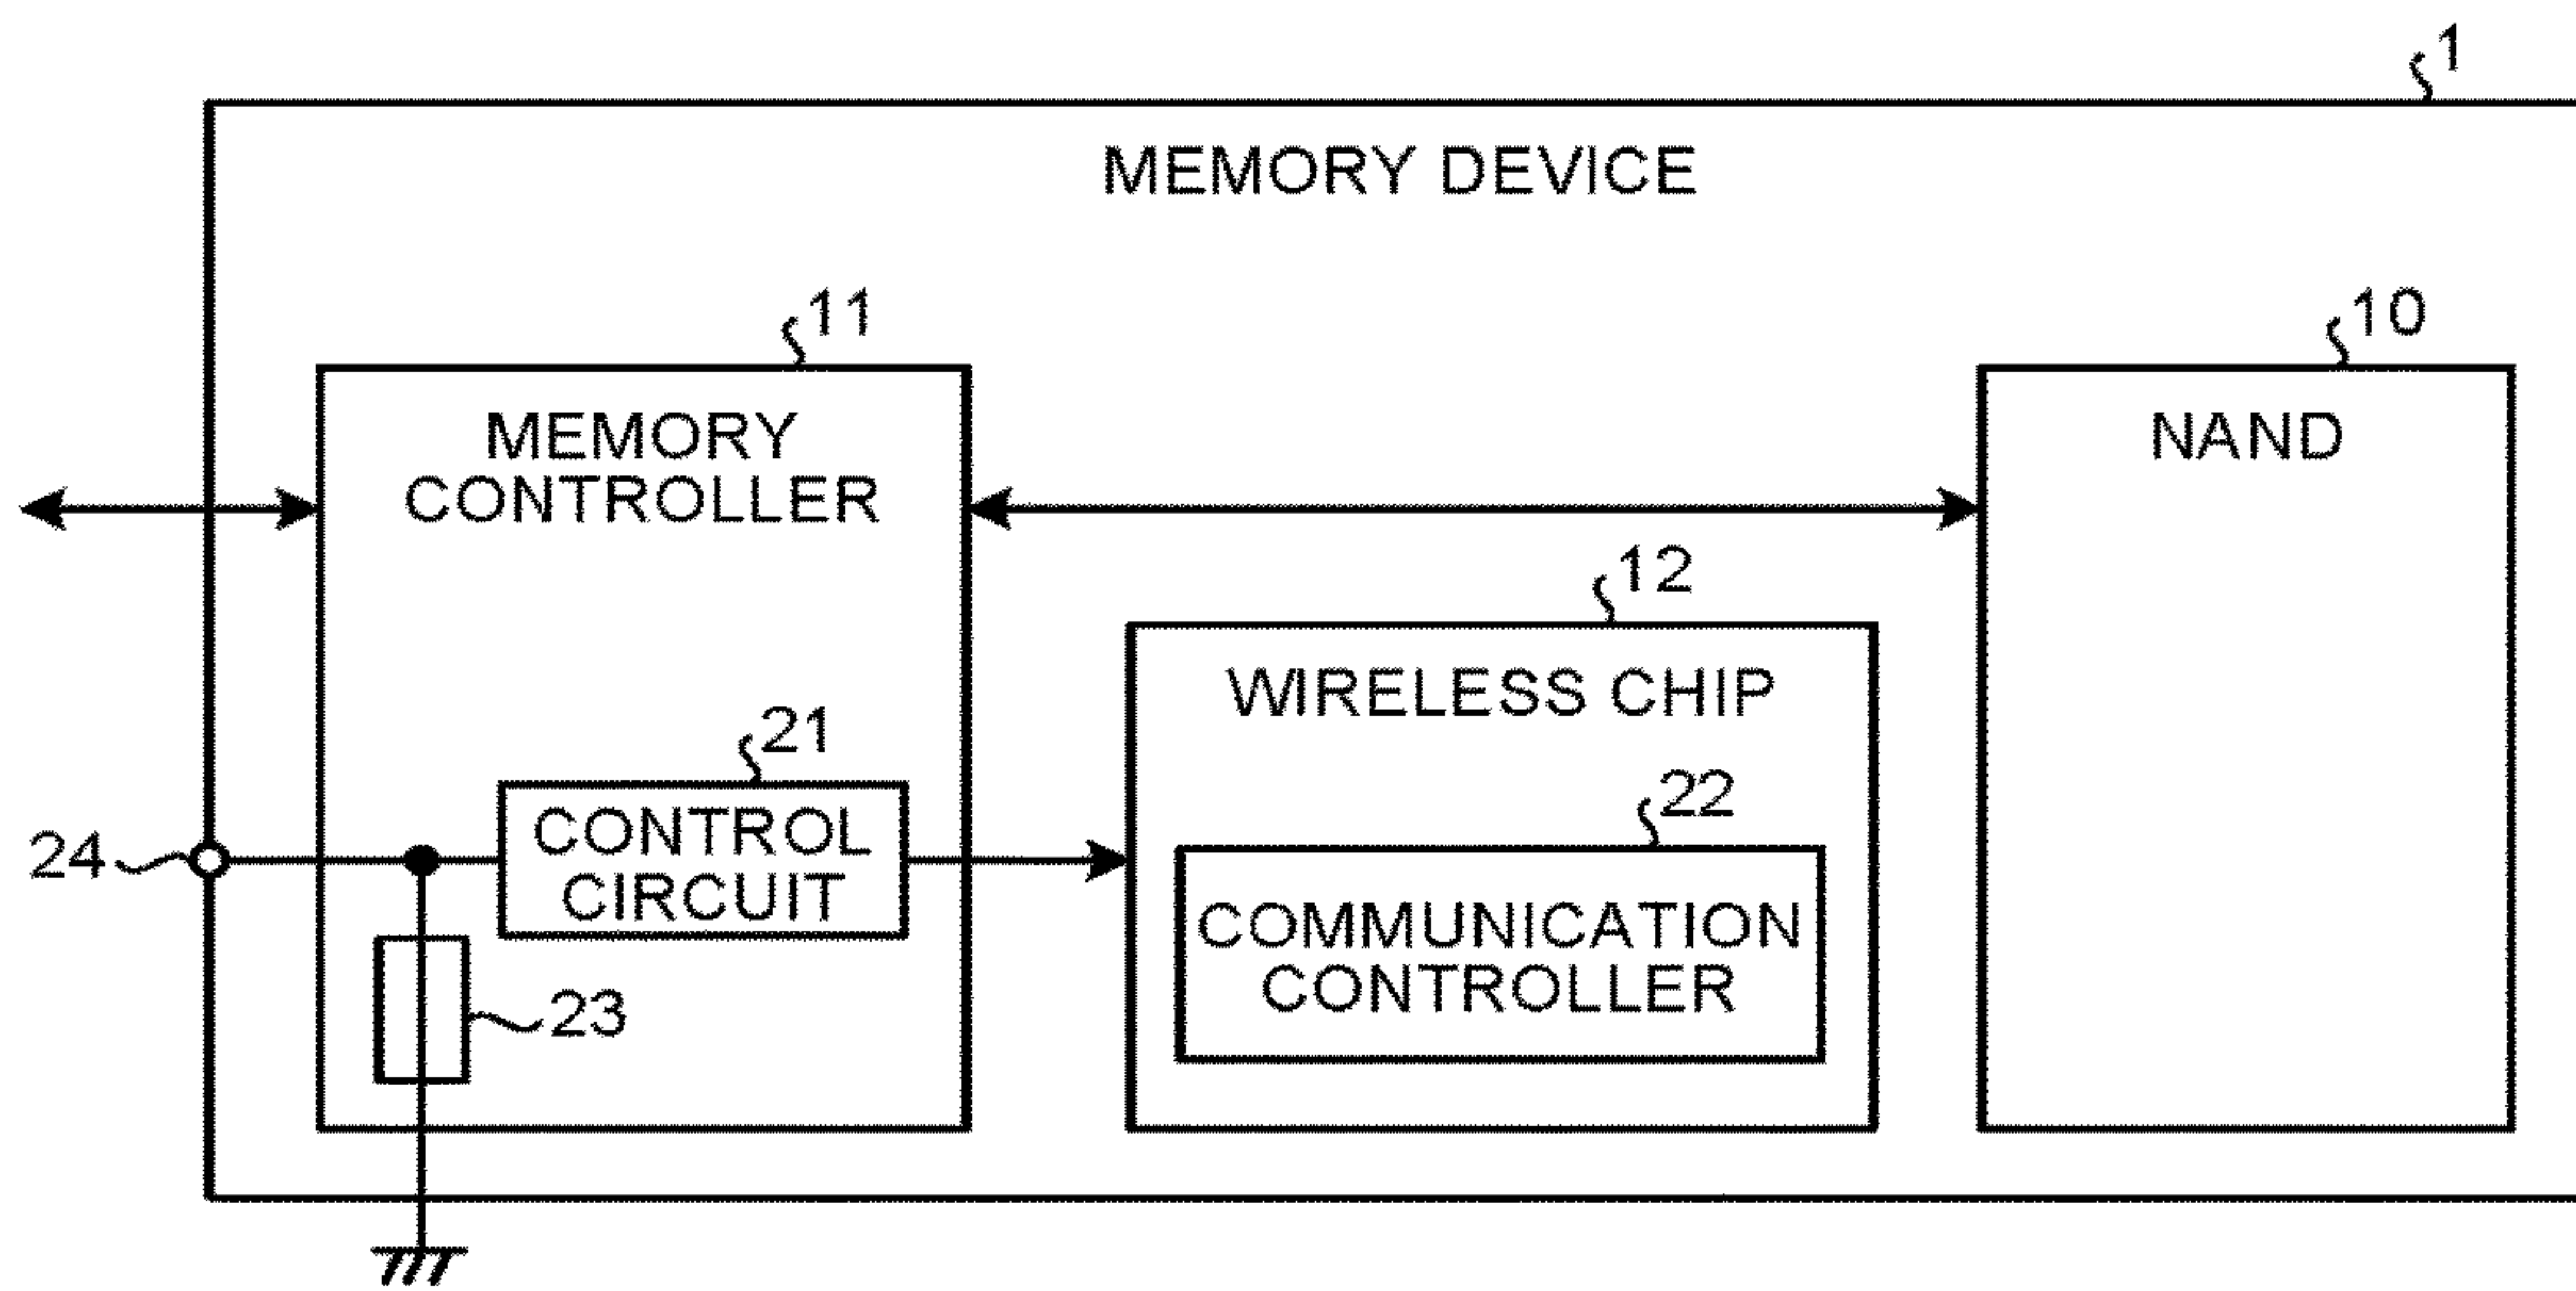 1
MEMORY DEVICE
11
10
MEMORY
CONTROLLER
NAND
12
WIRELESS CHIP
21
CONTROL
CIRCUIT
22
COMMUNICATION
CONTROLLER
24
23